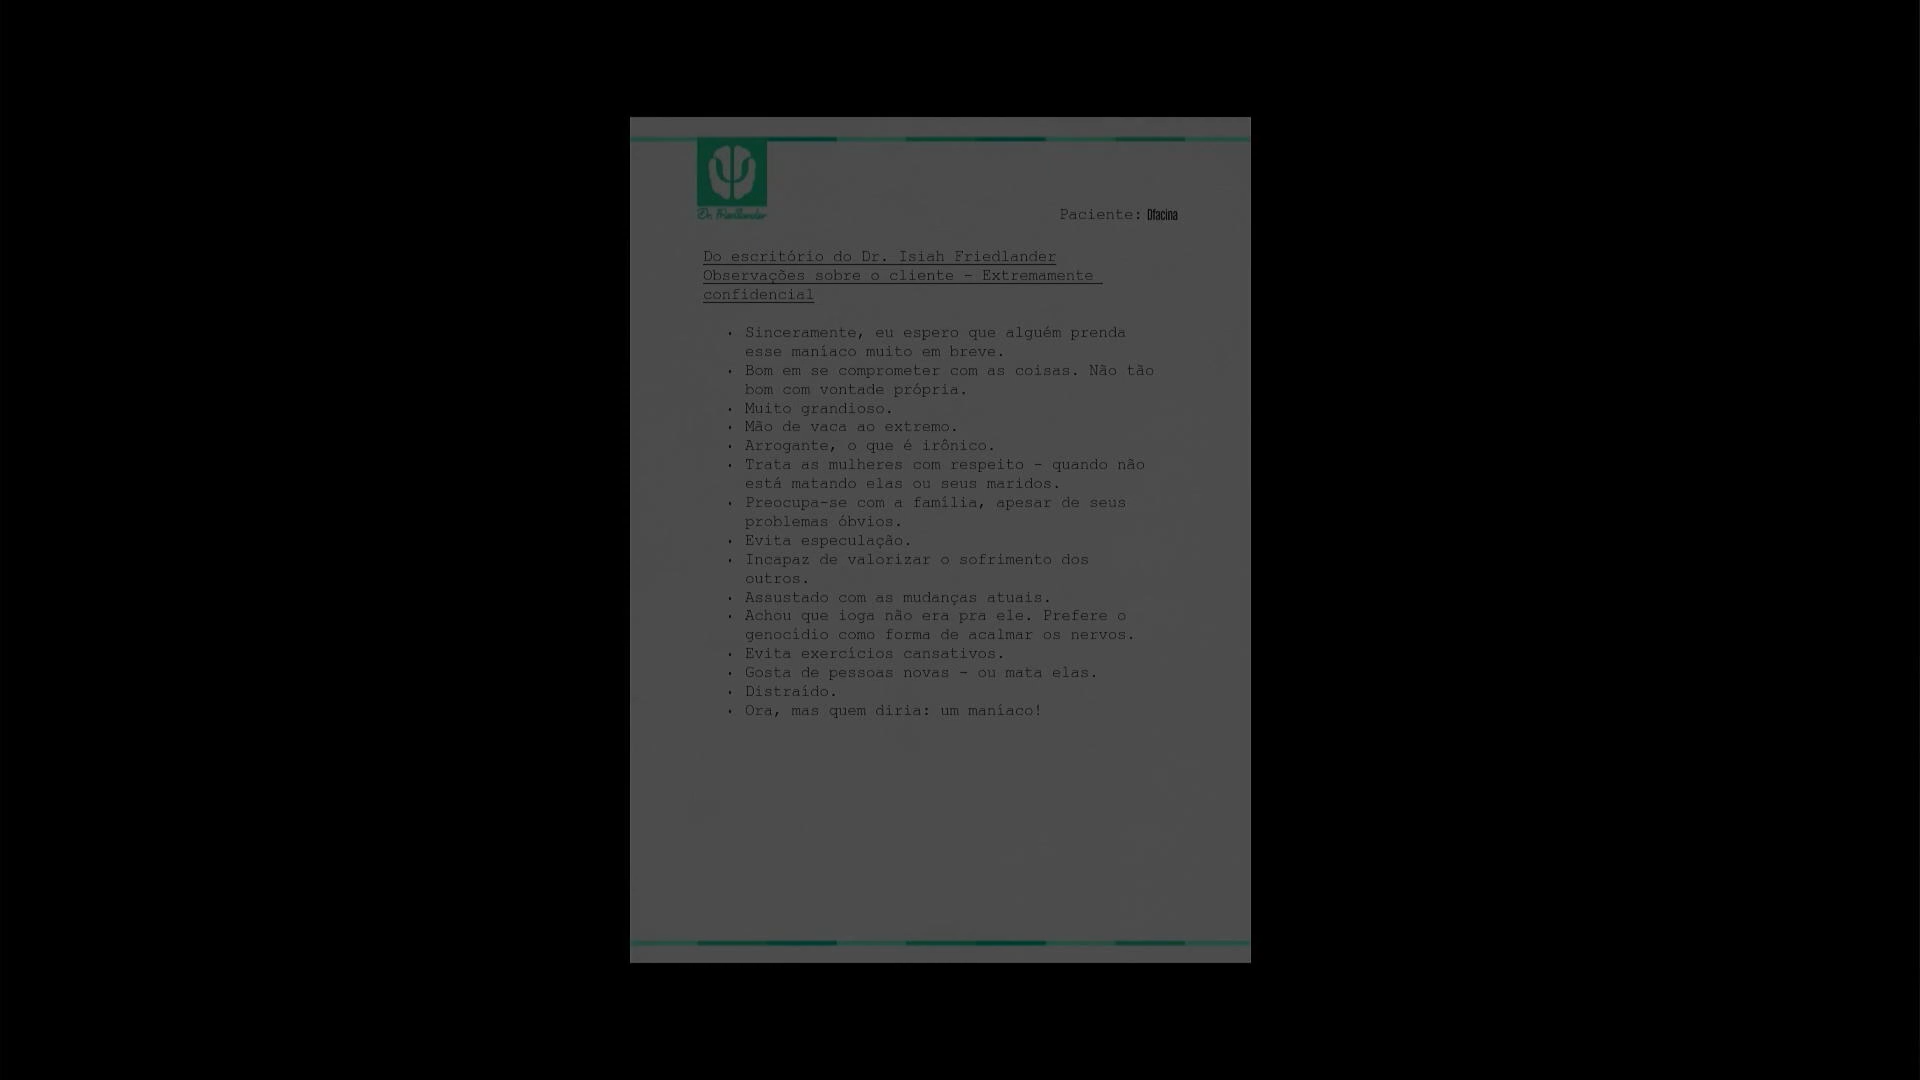 Dr. Friedlander
Paciente: Dfacina
Do escritório do Dr. Isiah Friedlander
Observações sobre o cliente - Extremamente
confidencial
• Sinceramente, eu espero que alguém prenda
esse maníaco muito em breve.
• Bom em se comprometer com as coisas. Não tão
bom com vontade própria.
• Muito grandioso.
• Mão de vaca ao extremo.
• Arrogante, o que é irônico.
• Trata as mulheres com respeito - quando não
está matando elas ou seus maridos.
• Preocupa-se com a família, apesar de seus
problemas óbvios.
• Evita especulação.
• Incapaz de valorizar o sofrimento dos
outros.
• Assustado com as mudanças atuais.
• Achou que ioga não era pra ele. Prefere o
genocídio como forma de acalmar os nervos.
• Evita exercícios cansativos.
• Gosta de pessoas novas - ou mata elas.
• Distraído.
• Ora, mas quem diria: um maníaco!